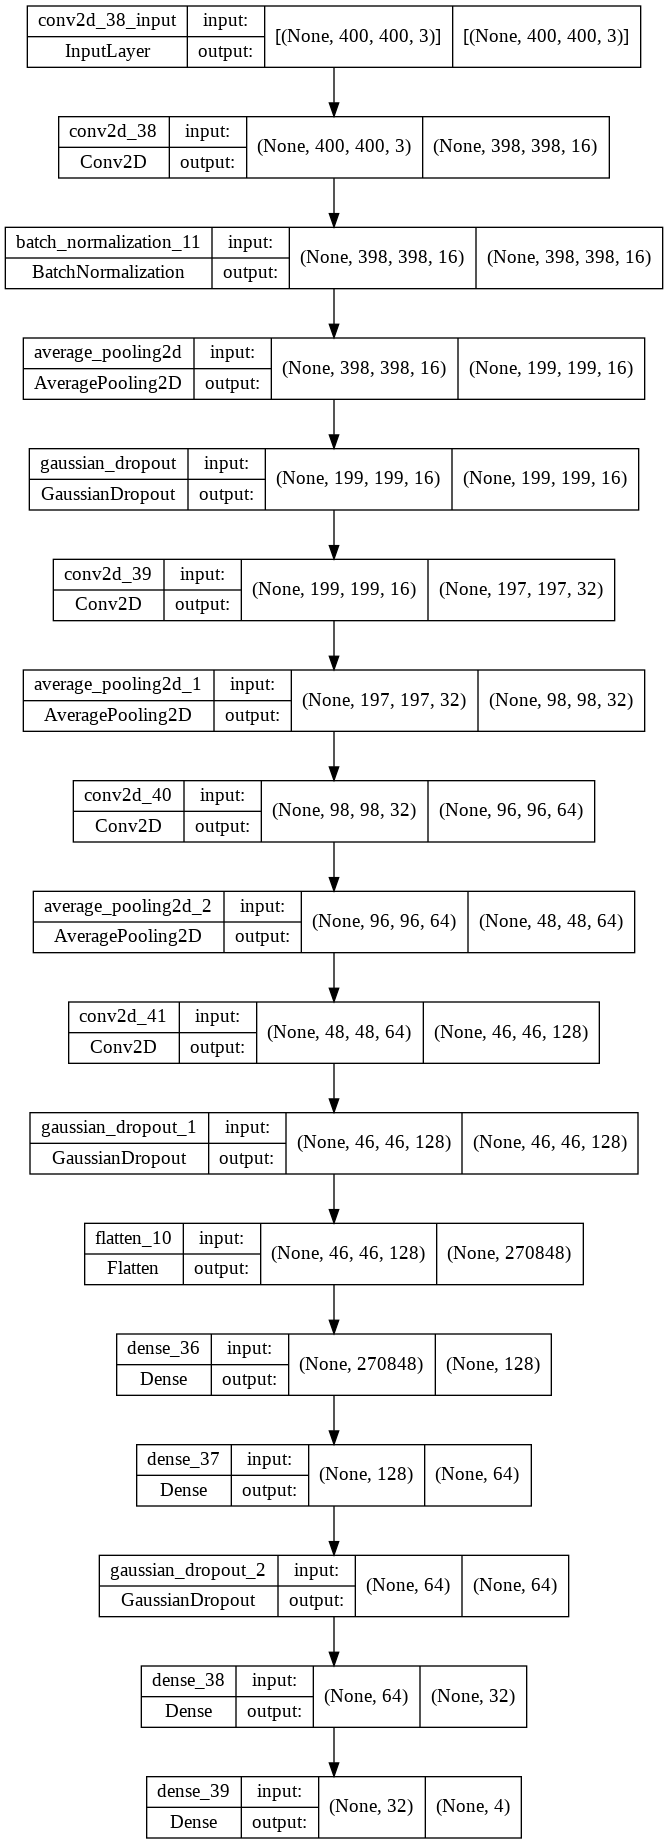 conv2d_38_input input: [(None, 400, 400, 3)] [(None, 400, 400, 3)]
InputLayer output:
conv2d_38 input: (None, 400, 400, 3) (None, 398, 398, 16)
Conv2D output:
batch_normalization_11 input: (None, 398, 398, 16) (None, 398, 398, 16)
BatchNormalization output:
average_pooling2d input: (None, 398, 398, 16) (None, 199, 199, 16)
AveragePooling2D output:
gaussian_dropout input: (None, 199, 199, 16) (None, 199, 199, 16)
GaussianDropout output:
conv2d_39 input: (None, 199, 199, 16) (None, 197, 197, 32)
Conv2D output:
average_pooling2d_1 input: (None, 197, 197, 32) (None, 98, 98, 32)
AveragePooling2D output:
conv2d_40 input: (None, 98, 98, 32) (None, 96, 96, 64)
Conv2D output:
average_pooling2d_2 input: (None, 96, 96, 64) (None, 48, 48, 64)
AveragePooling2D output:
conv2d_41 input: (None, 48, 48, 64) (None, 46, 46, 128)
Conv2D output:
gaussian_dropout_1 input: (None, 46, 46, 128) (None, 46, 46, 128)
GaussianDropout output:
flatten_10 input: (None, 46, 46, 128) (None, 270848)
Flatten output:
dense_36 input: (None, 270848) (None, 128)
Dense output:
dense_37 input: (None, 128) (None, 64)
Dense output:
gaussian_dropout_2 input: (None, 64) (None, 64)
GaussianDropout output:
dense_38 input: (None, 64) (None, 32)
Dense output:
dense_39 input: (None, 32) (None, 4)
Dense output: